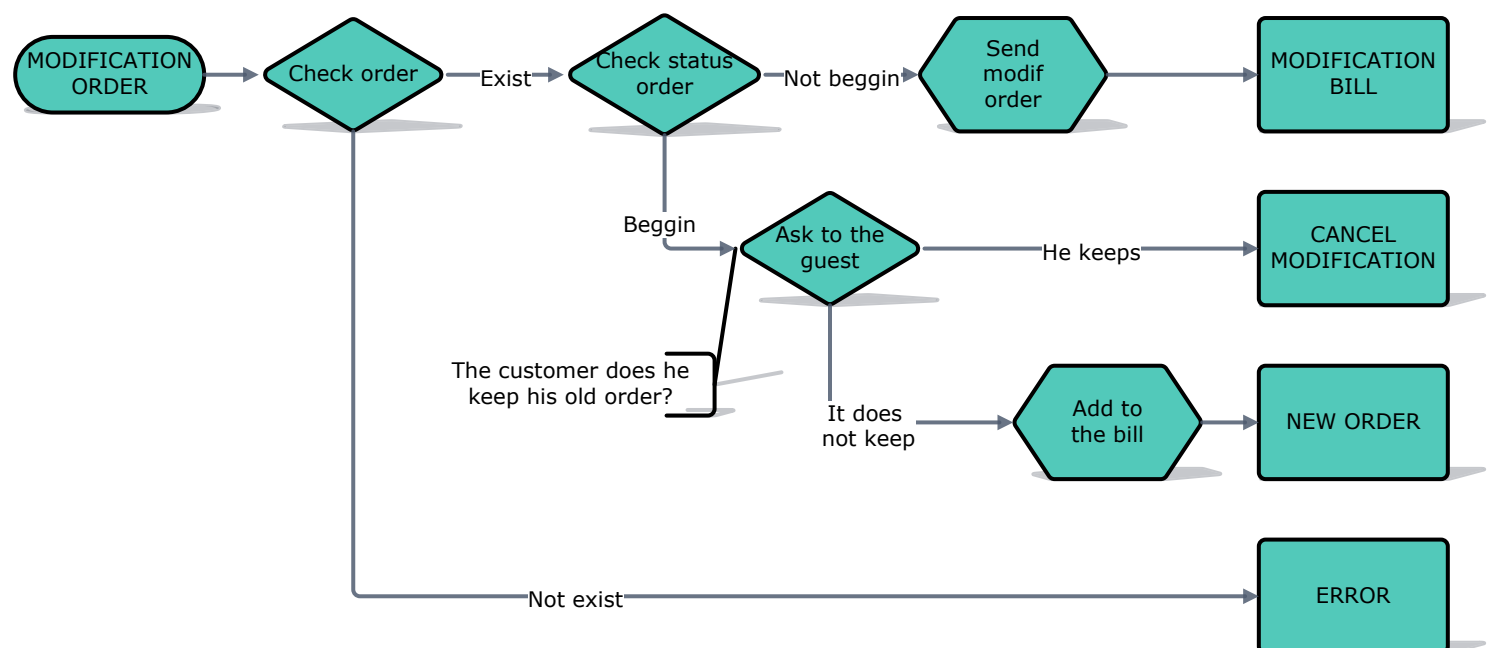 MODIFICATION
ORDER
Check order
Exist
Check status
order
Not beggin
Send
modif
order
MODIFICATION
BILL
Beggin
Ask to the
guest
He keeps
CANCEL
MODIFICATION
The customer does he
keep his old order?
It does
not keep
Add to
the bill
NEW ORDER
Not exist
ERROR